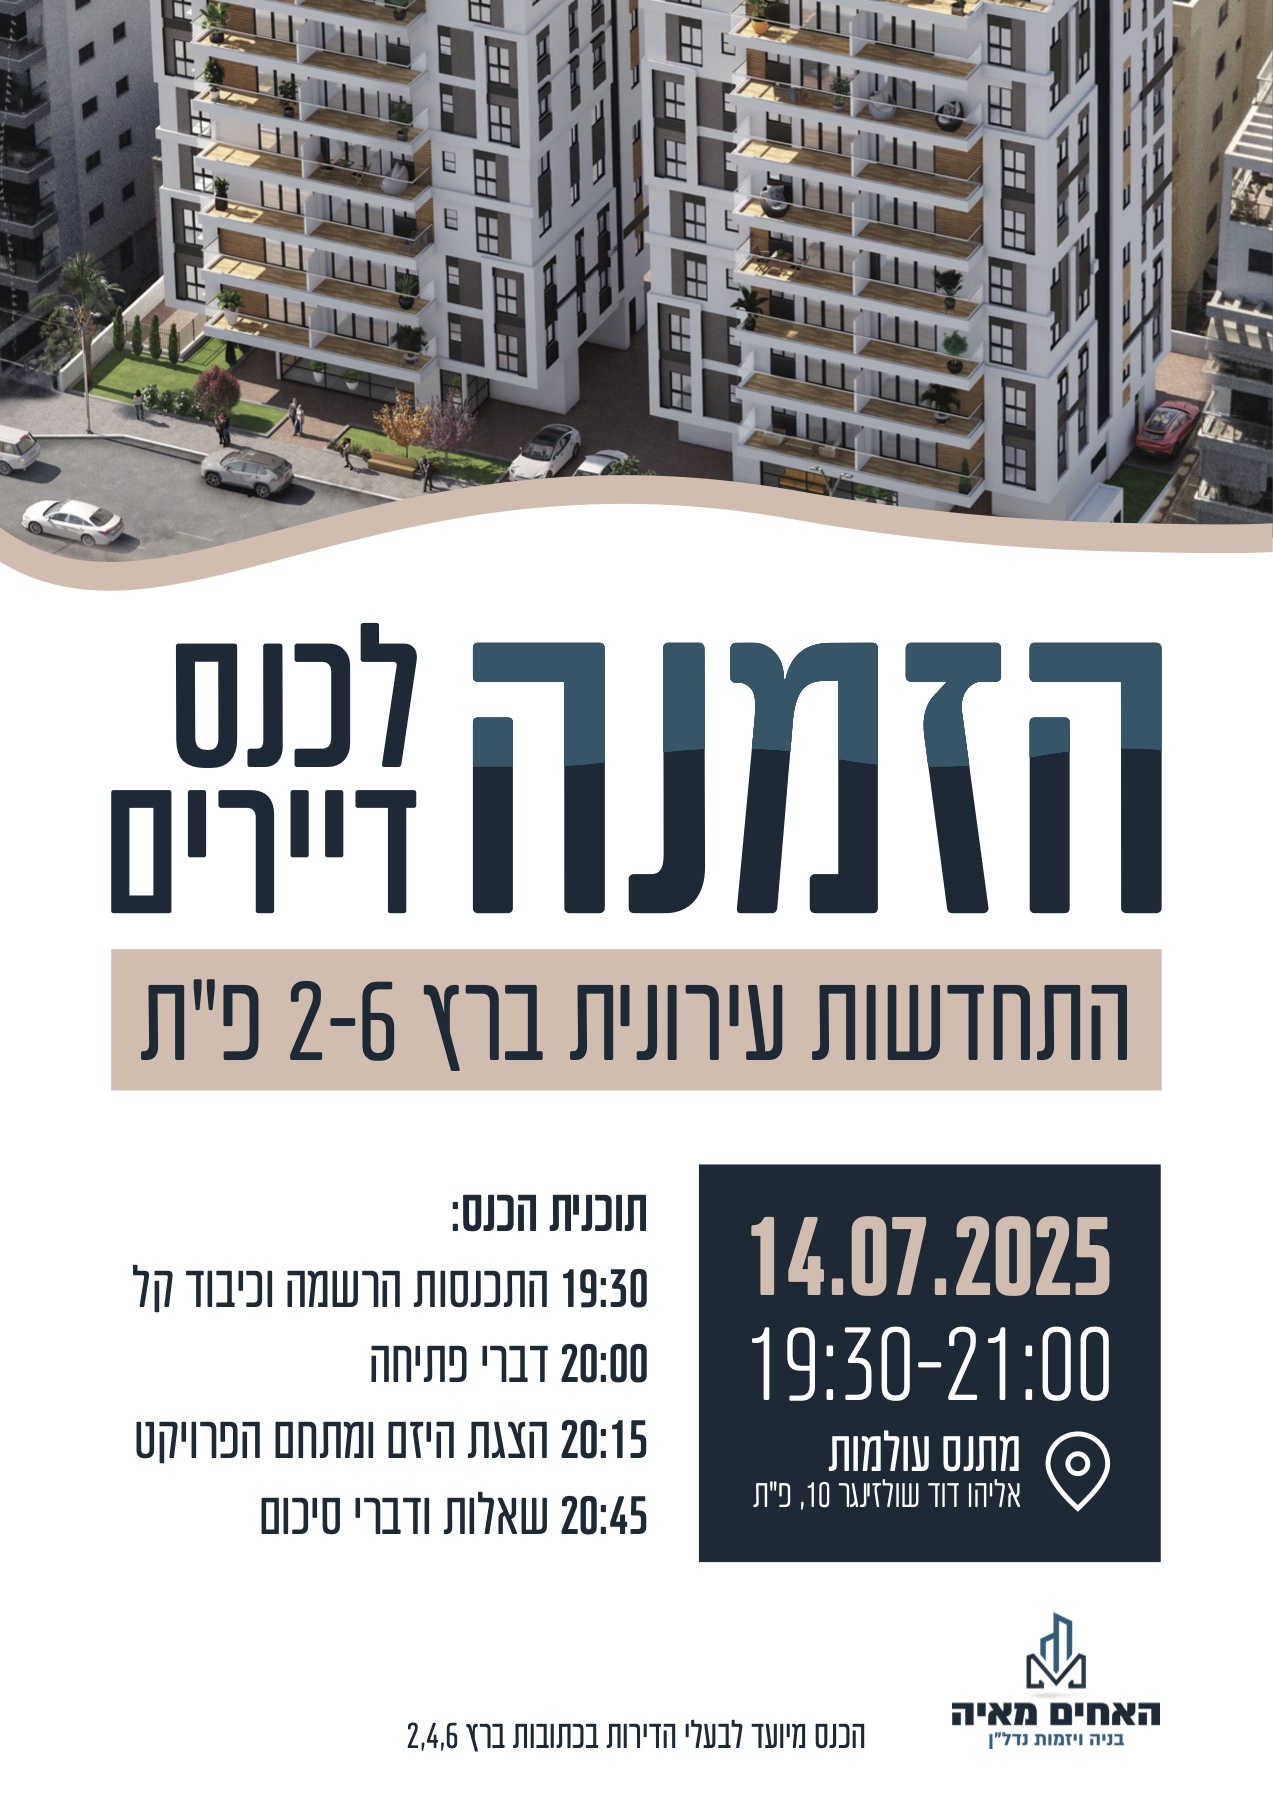 הזמנה
לכנס
דיירים
התחדשות עירונית ברץ 2-6 פ"ת
14.07.2025
19:30-21:00
מתנס עולמות
אליהו דוד שולזינגר 10, פ"ת
תוכנית הכנס:
19:30 התכנסות הרשמה וכיבוד קל
20:00 דברי פתיחה
20:15 הצגת היזם ומתחם הפרויקט
20:45 שאלות ודברי סיכום
האחים מאיה
בניה ויזמות נדל"ן
הכנס מיועד לבעלי הדירות בכתובות ברץ 2,4,6